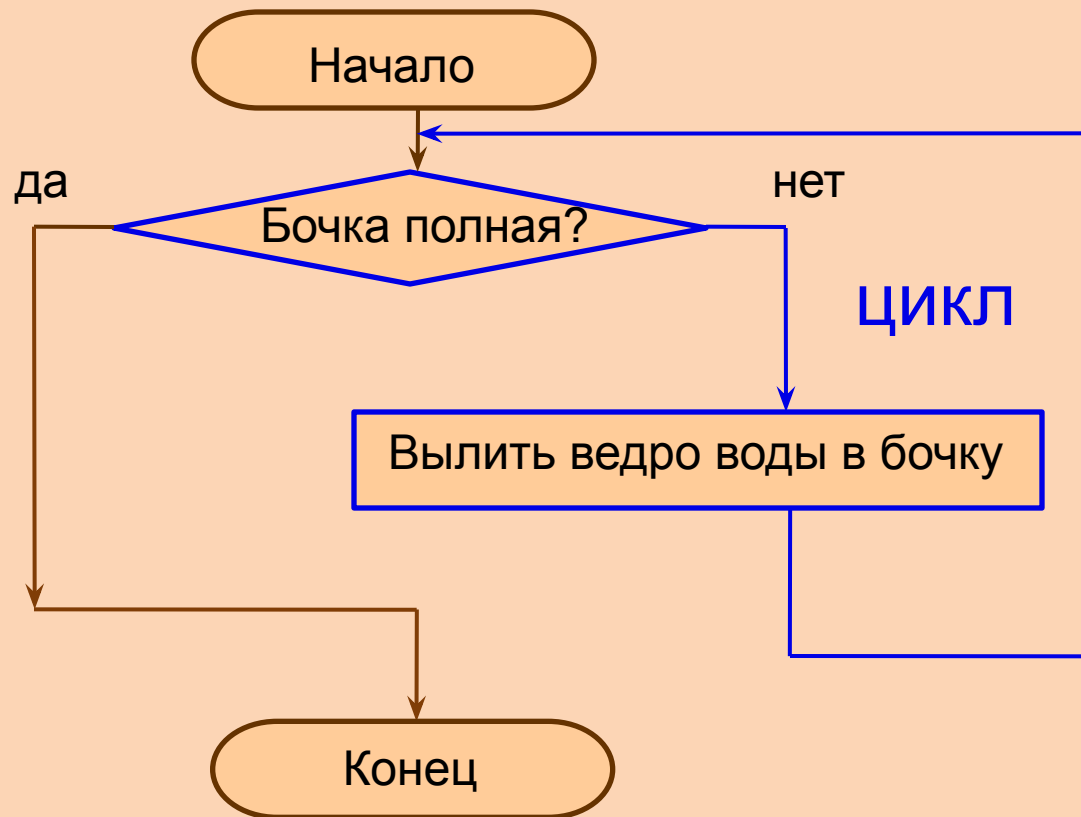 Начало
да
нет
Бочка полная?
цикл
Вылить ведро воды в бочку
Конец